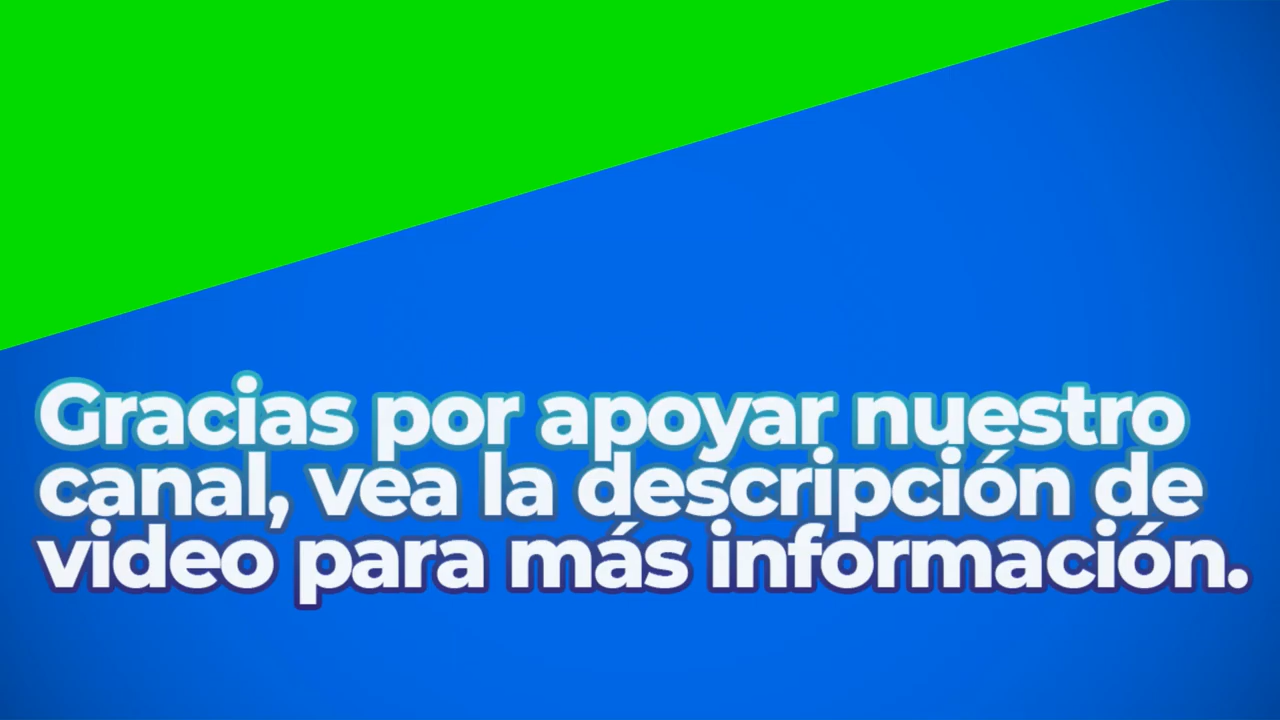 Gracias por apoyar nuestro
canal, vea la descripción de
video para más información.